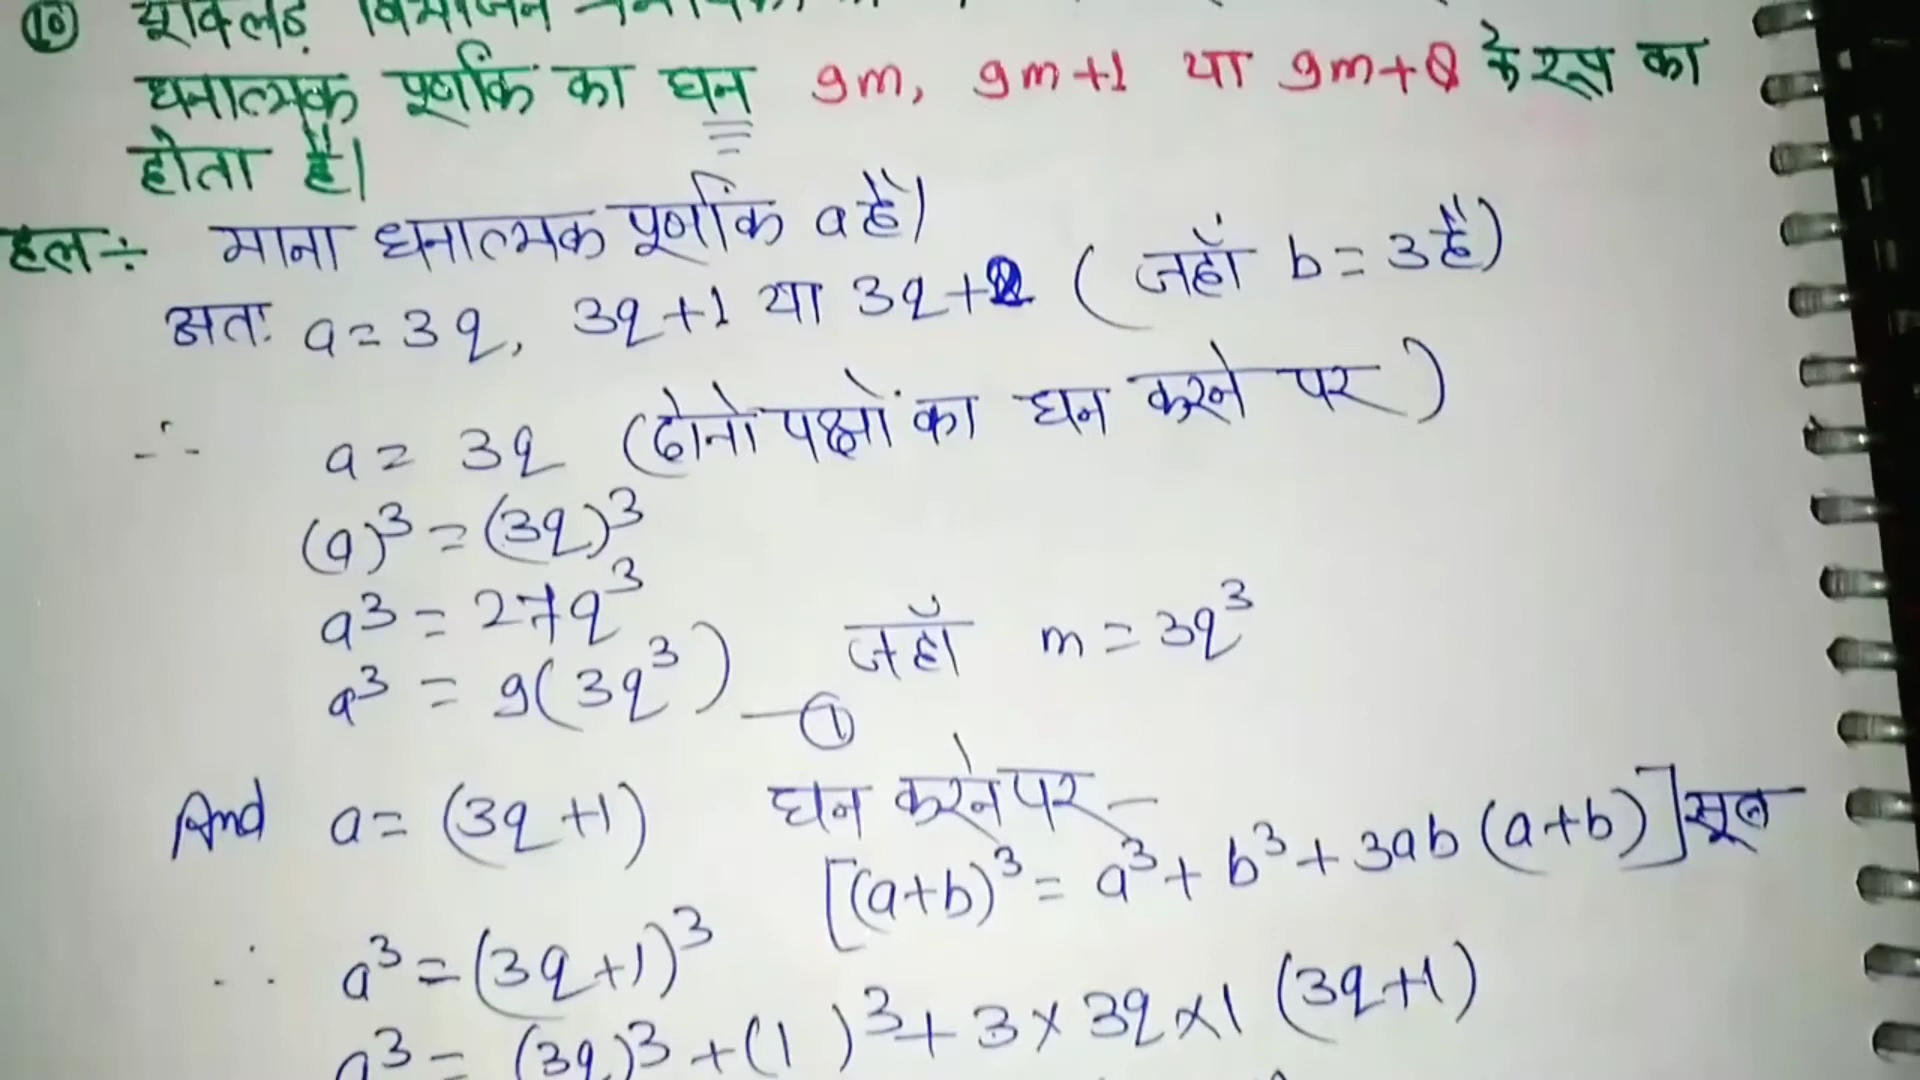 ⑩ यूक्लिड विभाजन
धनात्मक पूर्णांक का घन 9m, 9m+1 या 9m+8 के रूप का
होता है।
हल:- माना धनात्मक पूर्णांक a है।
अतः a = 3q, 3q+1 या 3q+2 (जहाँ b = 3 है)
∴ a = 3q (दोनो पक्षों का घन करने पर)
(a)³ = (3q)³
a³ = 27q³
a³ = 9(3q³) —① जहाँ m = 3q³
And a = (3q+1) घन करने पर –
[(a+b)³ = a³ + b³ + 3ab (a+b)] सूत्र
∴ a³ = (3q+1)³
a³ = (3q)³ + (1)³ + 3 × 3q × 1 (3q+1)